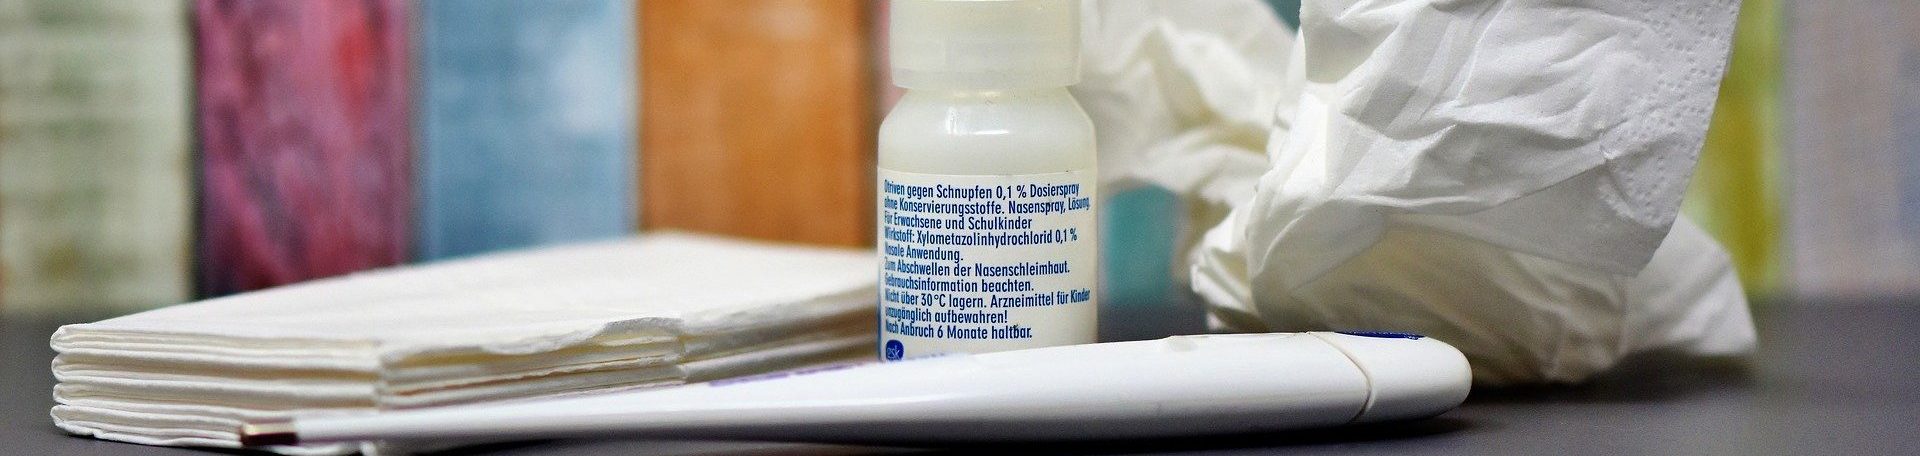 Otriven gegen Schnupfen 0,1 % Dosierspray
ohne Konservierungsstoffe. Nasenspray, Lösung
Für Erwachsene und Schulkinder
Wirkstoff: Xylometazolinhydrochlorid 0,1 %
Nasale Anwendung.
Zum Abschwellen der Nasenschleimhaut.
Gebrauchsinformation beachten.
Nicht über 30°C lagern. Arzneimittel für Kinder
unzugänglich aufbewahren!
Nach Anbruch 6 Monate haltbar.
gsk